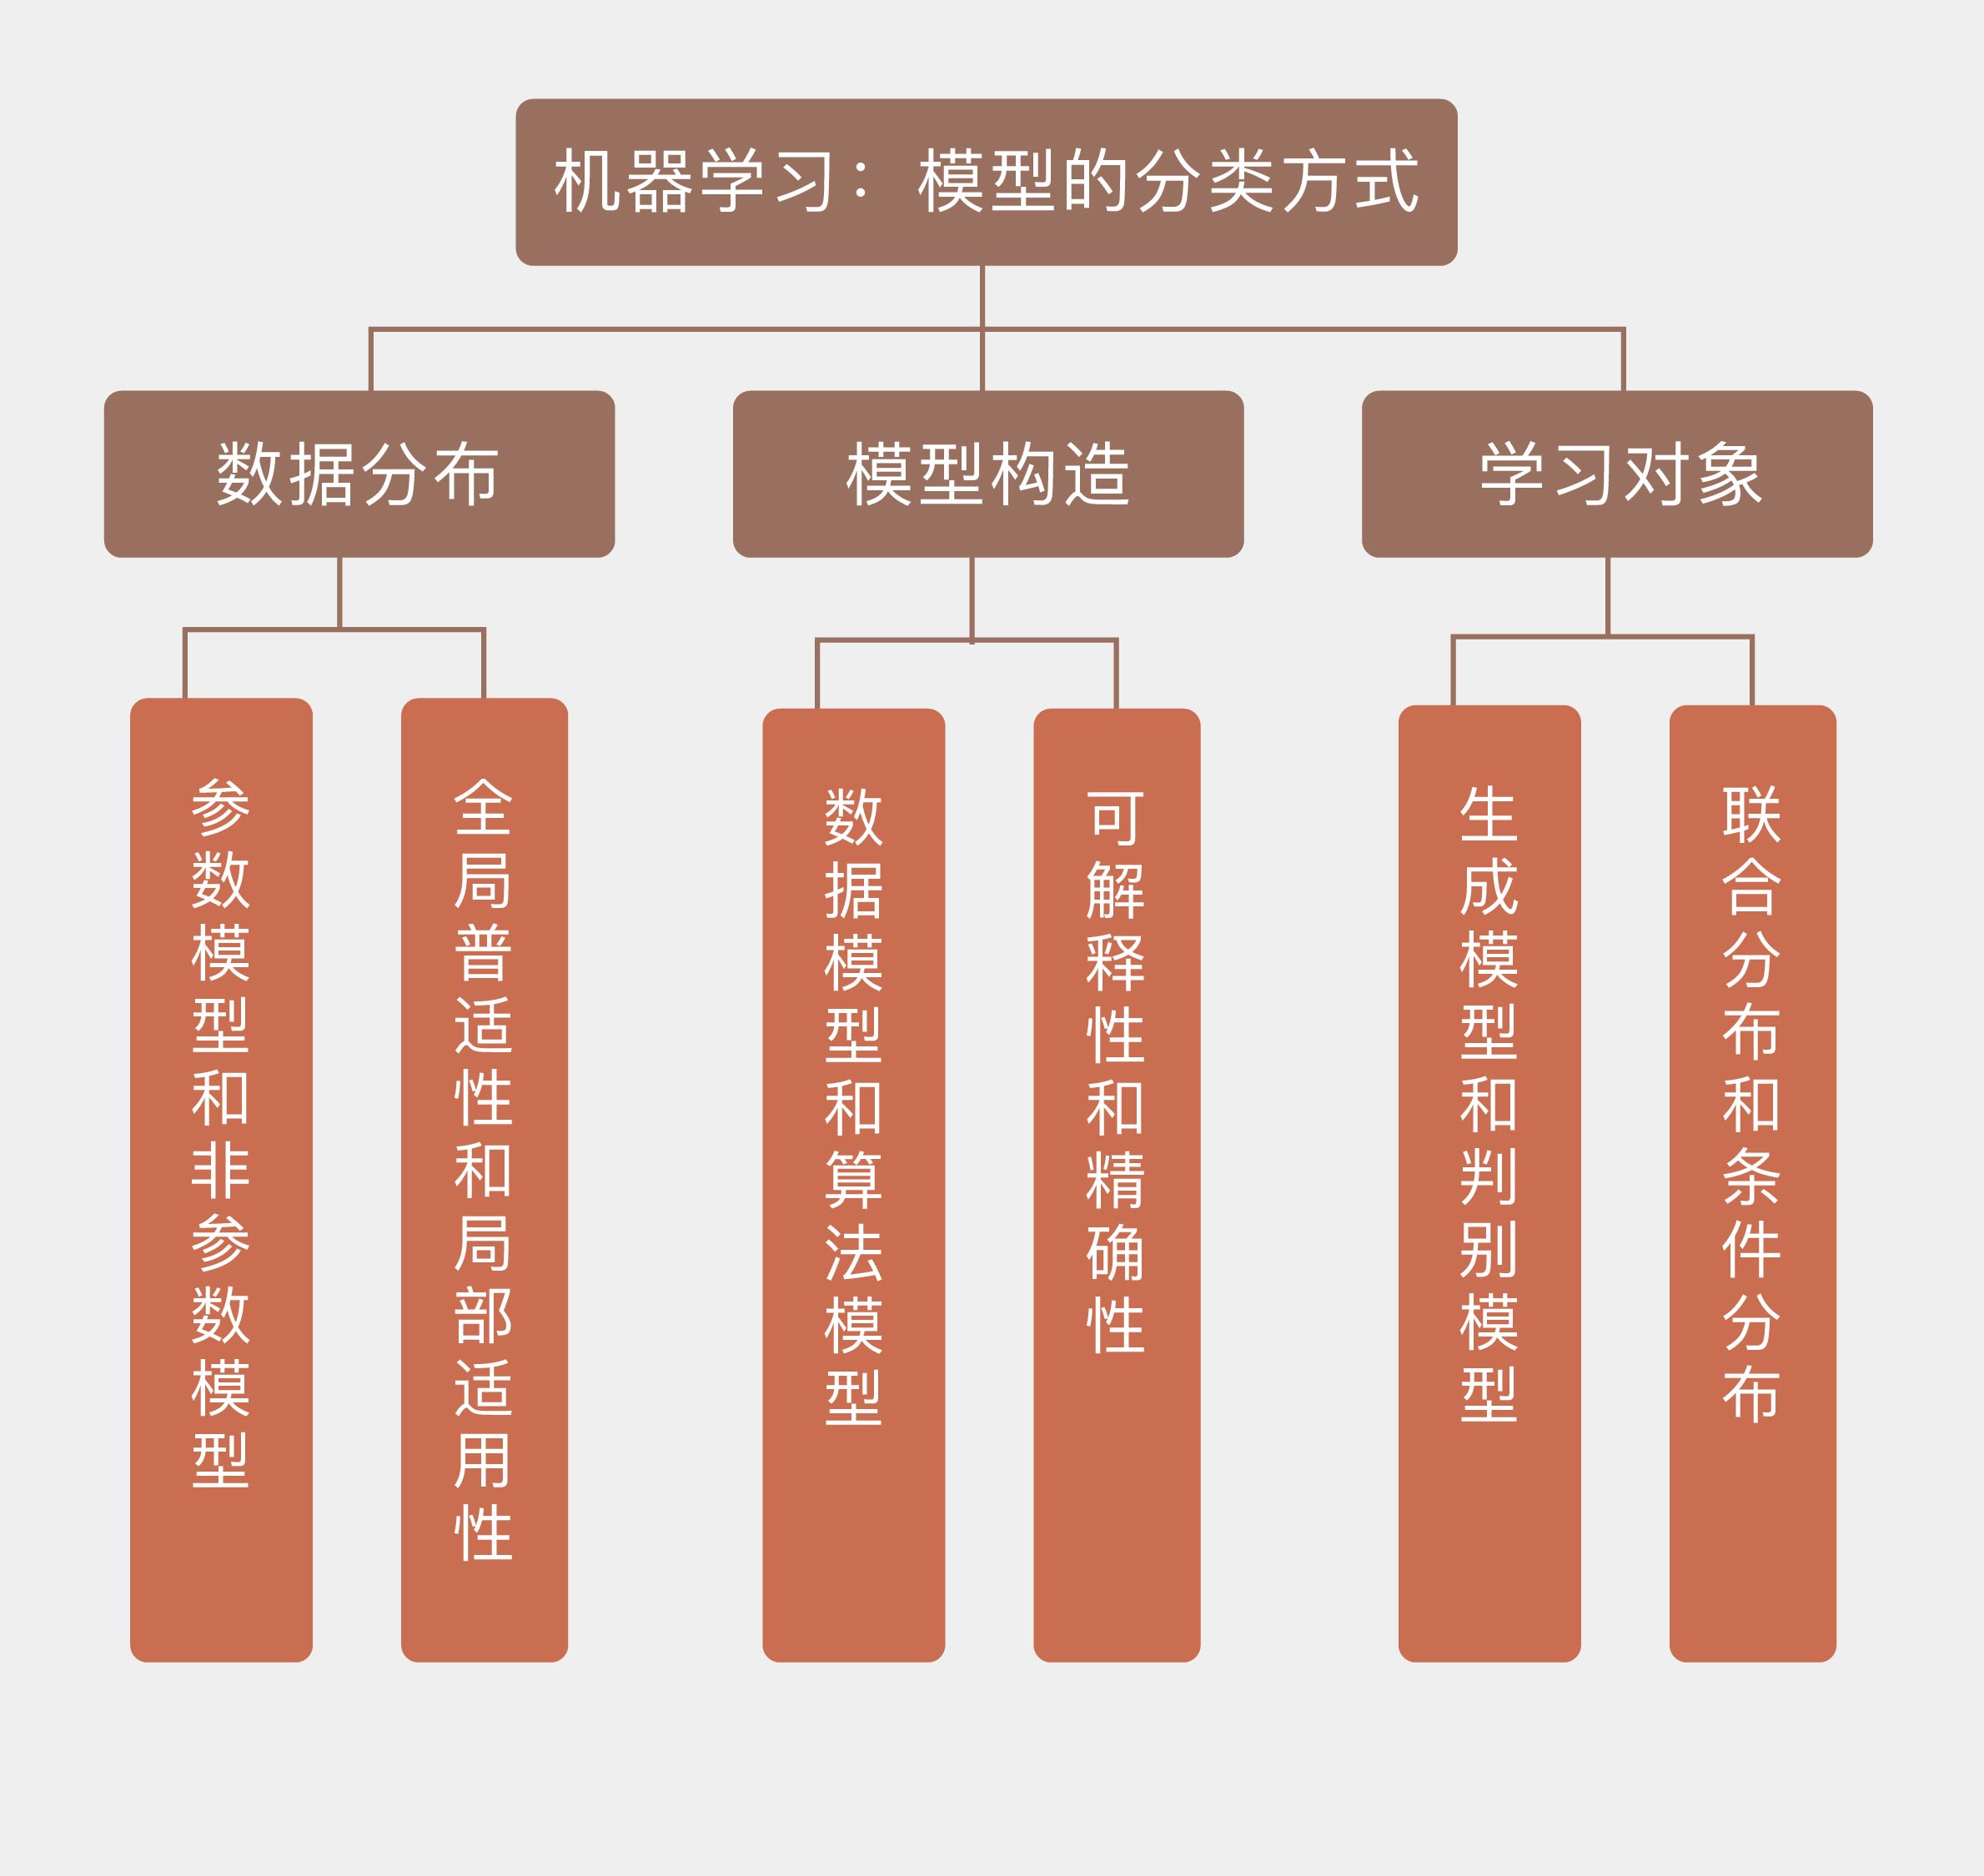 机器学习：模型的分类方式
数据分布
模型构造
学习对象
参数模型和非参数模型
全局普适性和局部适用性
数据模型和算法模型
可解释性和精确性
生成模型和判别模型
联合分布和条件分布